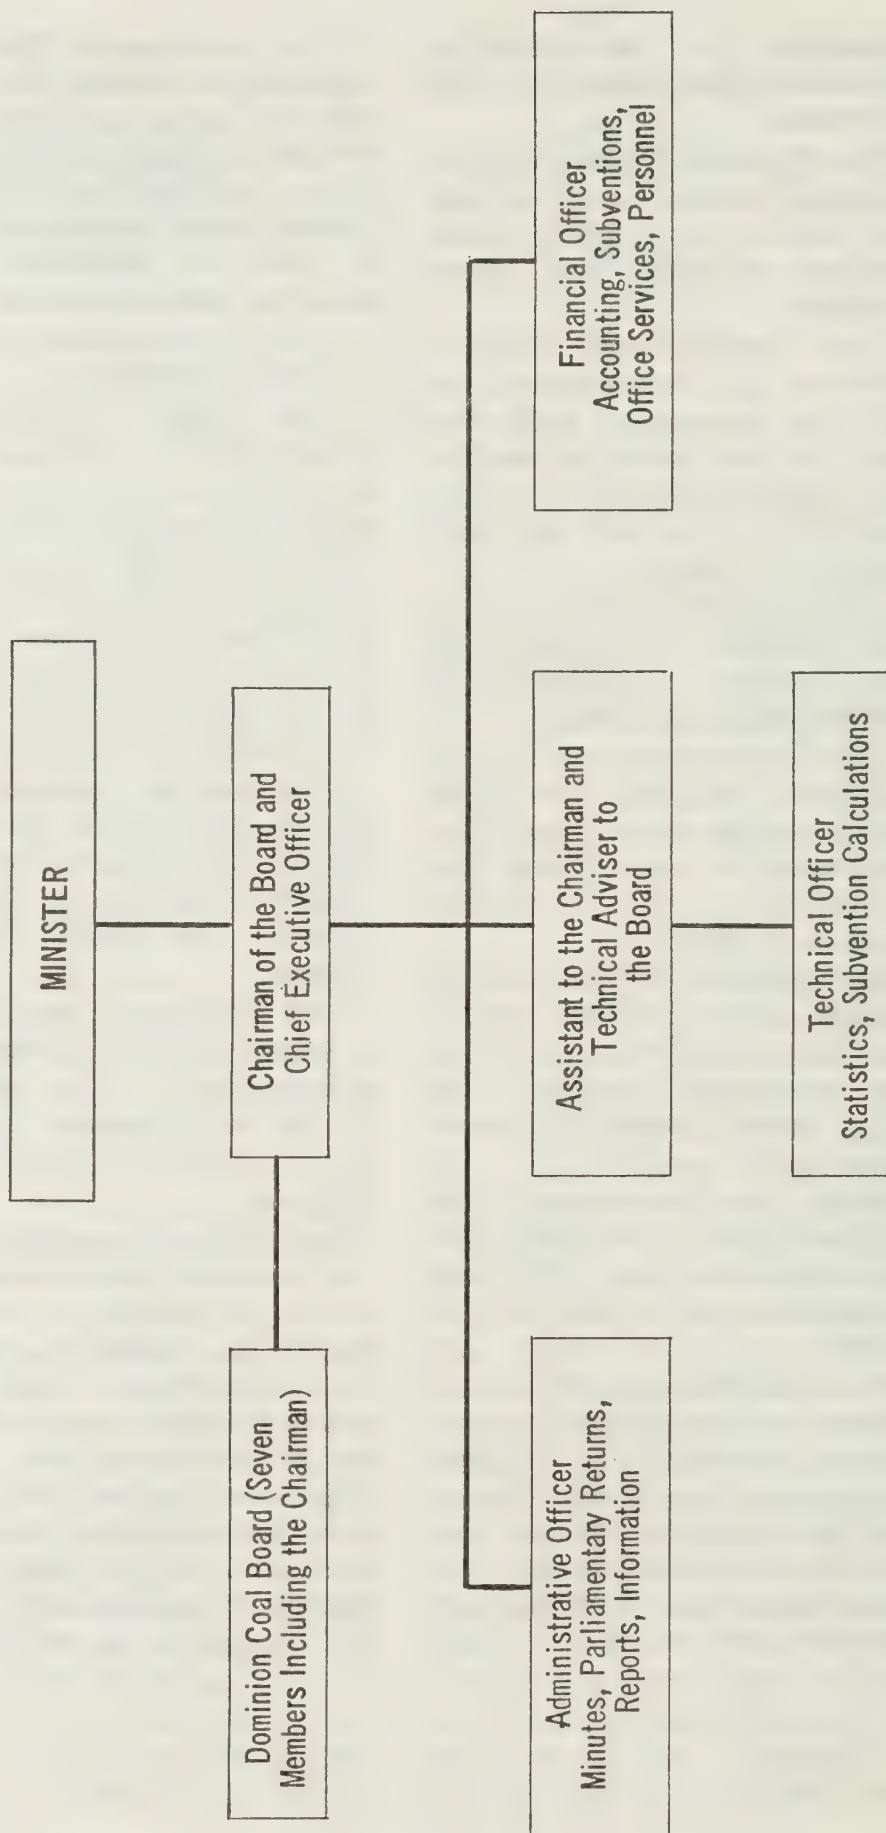 MINISTER
Dominion Coal Board (Seven
Members Including the Chairman)
Chairman of the Board and
Chief Executive Officer
Administrative Officer
Minutes, Parliamentary Returns,
Reports, Information
Assistant to the Chairman and
Technical Adviser to
the Board
Financial Officer
Accounting, Subventions,
Office Services, Personnel
Technical Officer
Statistics, Subvention Calculations